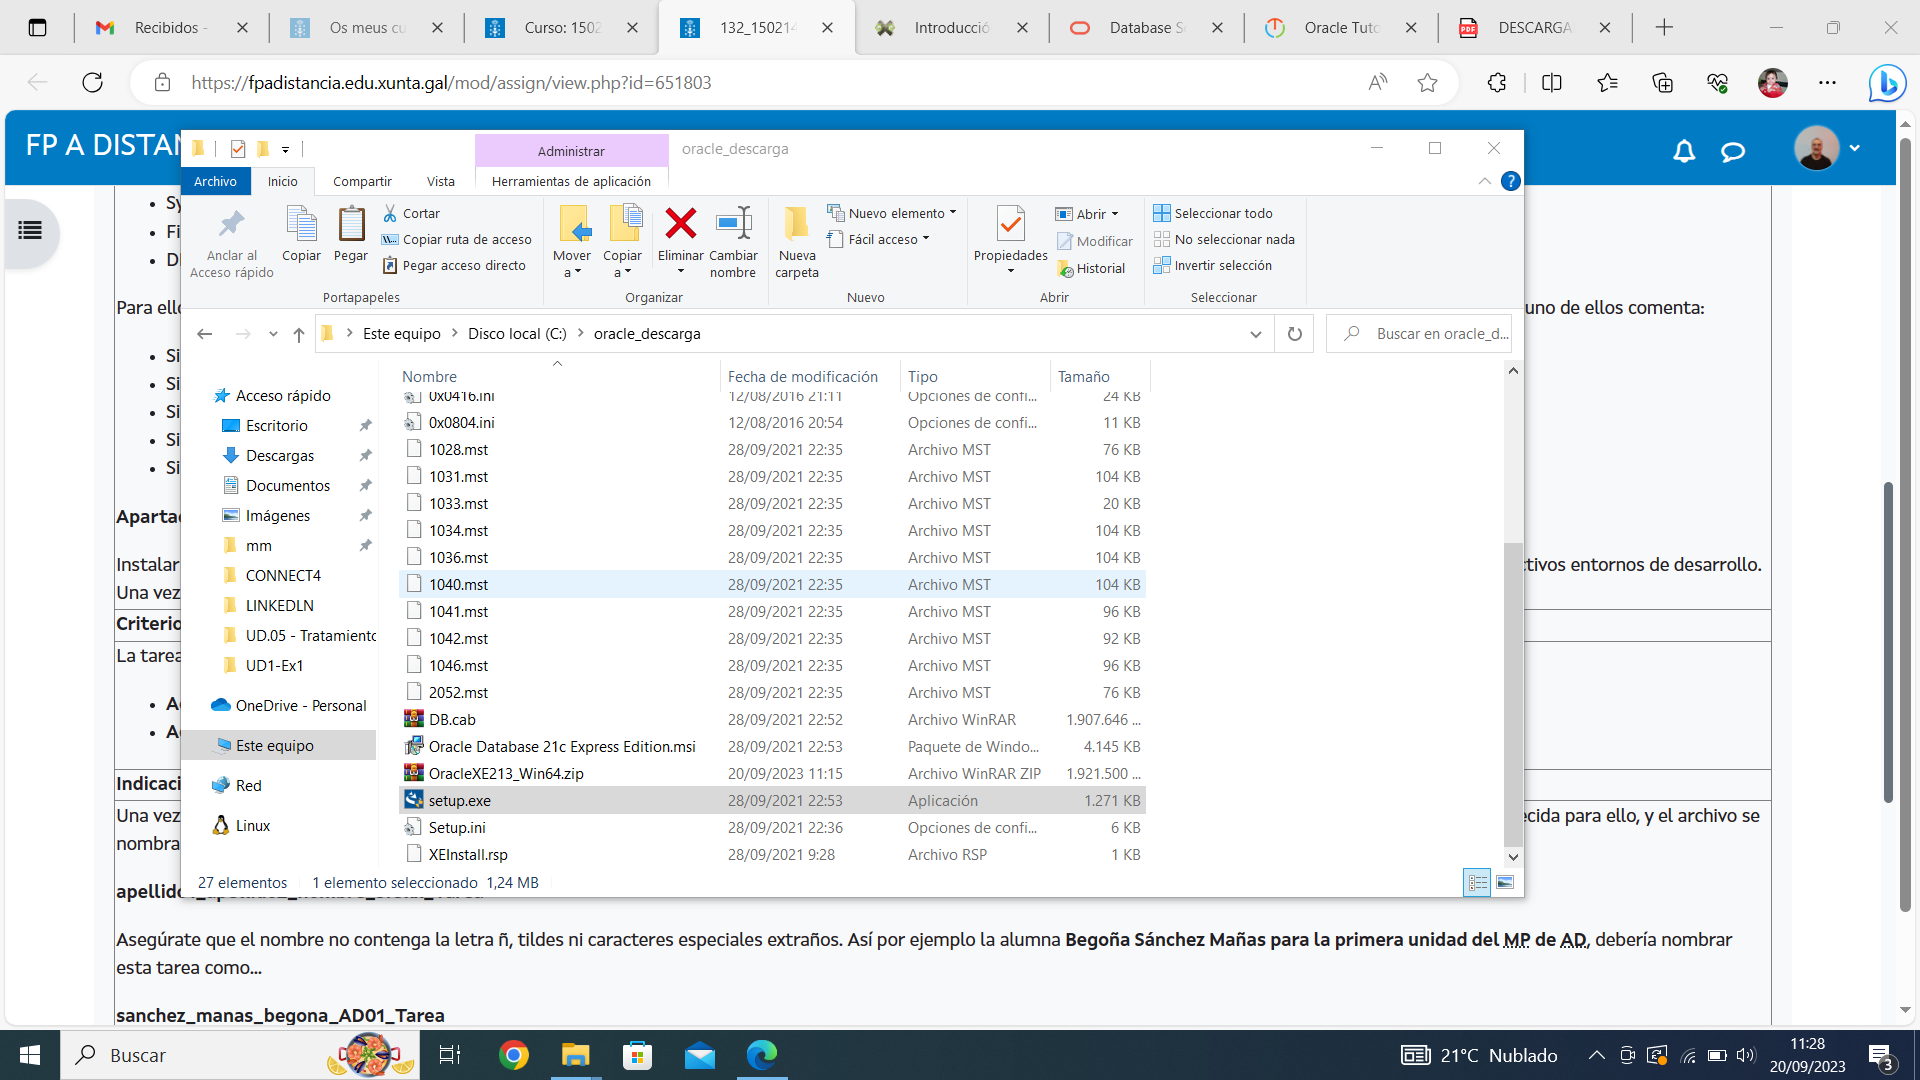 Recibidos -
Os meus cu
Curso: 1502
132_150214
Introducció
Database Se
Oracle Tuto
DESCARGA
https://fpadistancia.edu.xunta.gal/mod/assign/view.php?id=651803
FP A DISTAN
Administrar
oracle_descarga
Archivo
Inicio
Compartir
Vista
Herramientas de aplicación
Anclar al Acceso rápido
Copiar
Pegar
Cortar
Copiar ruta de acceso
Pegar acceso directo
Portapapeles
Mover a
Copiar a
Eliminar
Cambiar nombre
Organizar
Nueva carpeta
Nuevo elemento
Fácil acceso
Nuevo
Propiedades
Abrir
Modificar
Historial
Abrir
Seleccionar todo
No seleccionar nada
Invertir selección
Seleccionar
Este equipo > Disco local (C:) > oracle_descarga
Buscar en oracle_d...
Acceso rápido
Escritorio
Descargas
Documentos
Imágenes
mm
CONNECT4
LINKEDLN
UD.05 - Tratamiento
UD1-Ex1
OneDrive - Personal
Este equipo
Red
Linux
Nombre Fecha de modificación Tipo Tamaño
0x0416.ini 12/08/2016 21:11 Opciones de confi... 24 KB
0x0804.ini 12/08/2016 20:54 Opciones de confi... 11 KB
1028.mst 28/09/2021 22:35 Archivo MST 76 KB
1031.mst 28/09/2021 22:35 Archivo MST 104 KB
1033.mst 28/09/2021 22:35 Archivo MST 20 KB
1034.mst 28/09/2021 22:35 Archivo MST 104 KB
1036.mst 28/09/2021 22:35 Archivo MST 104 KB
1040.mst 28/09/2021 22:35 Archivo MST 104 KB
1041.mst 28/09/2021 22:35 Archivo MST 96 KB
1042.mst 28/09/2021 22:35 Archivo MST 92 KB
1046.mst 28/09/2021 22:35 Archivo MST 96 KB
2052.mst 28/09/2021 22:35 Archivo MST 76 KB
DB.cab 28/09/2021 22:52 Archivo WinRAR 1.907.646 ...
Oracle Database 21c Express Edition.msi 28/09/2021 22:53 Paquete de Windo... 4.145 KB
OracleXE213_Win64.zip 20/09/2023 11:15 Archivo WinRAR ZIP 1.921.500 ...
setup.exe 28/09/2021 22:53 Aplicación 1.271 KB
Setup.ini 28/09/2021 22:36 Opciones de confi... 6 KB
XEInstall.rsp 28/09/2021 9:28 Archivo RSP 1 KB
27 elementos 1 elemento seleccionado 1,24 MB
Sy
Fi
D
Para ell
uno de ellos comenta:
Si
Si
Si
Si
Si
Aparta
Instalar
ctivos entornos de desarrollo.
Una vez
Criterio
La tarea
Indicaci
Una vez
cida para ello, y el archivo se
nombra
Asegúrate que el nombre no contenga la letra ñ, tildes ni caracteres especiales extraños. Así por ejemplo la alumna Begoña Sánchez Mañas para la primera unidad del MP de AD, debería nombrar
esta tarea como...
sanchez_manas_begona_AD01_Tarea
Buscar
21°C Nublado
11:28
20/09/2023
3